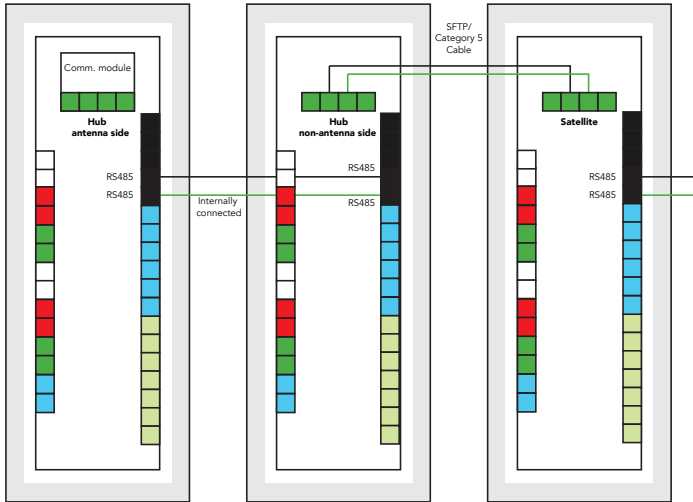 SFTP/
Category 5
Cable
Comm. module
Hub
antenna side
Hub
non-antenna side
Satellite
RS485
RS485
Internally
connected
RS485
RS485
RS485
RS485